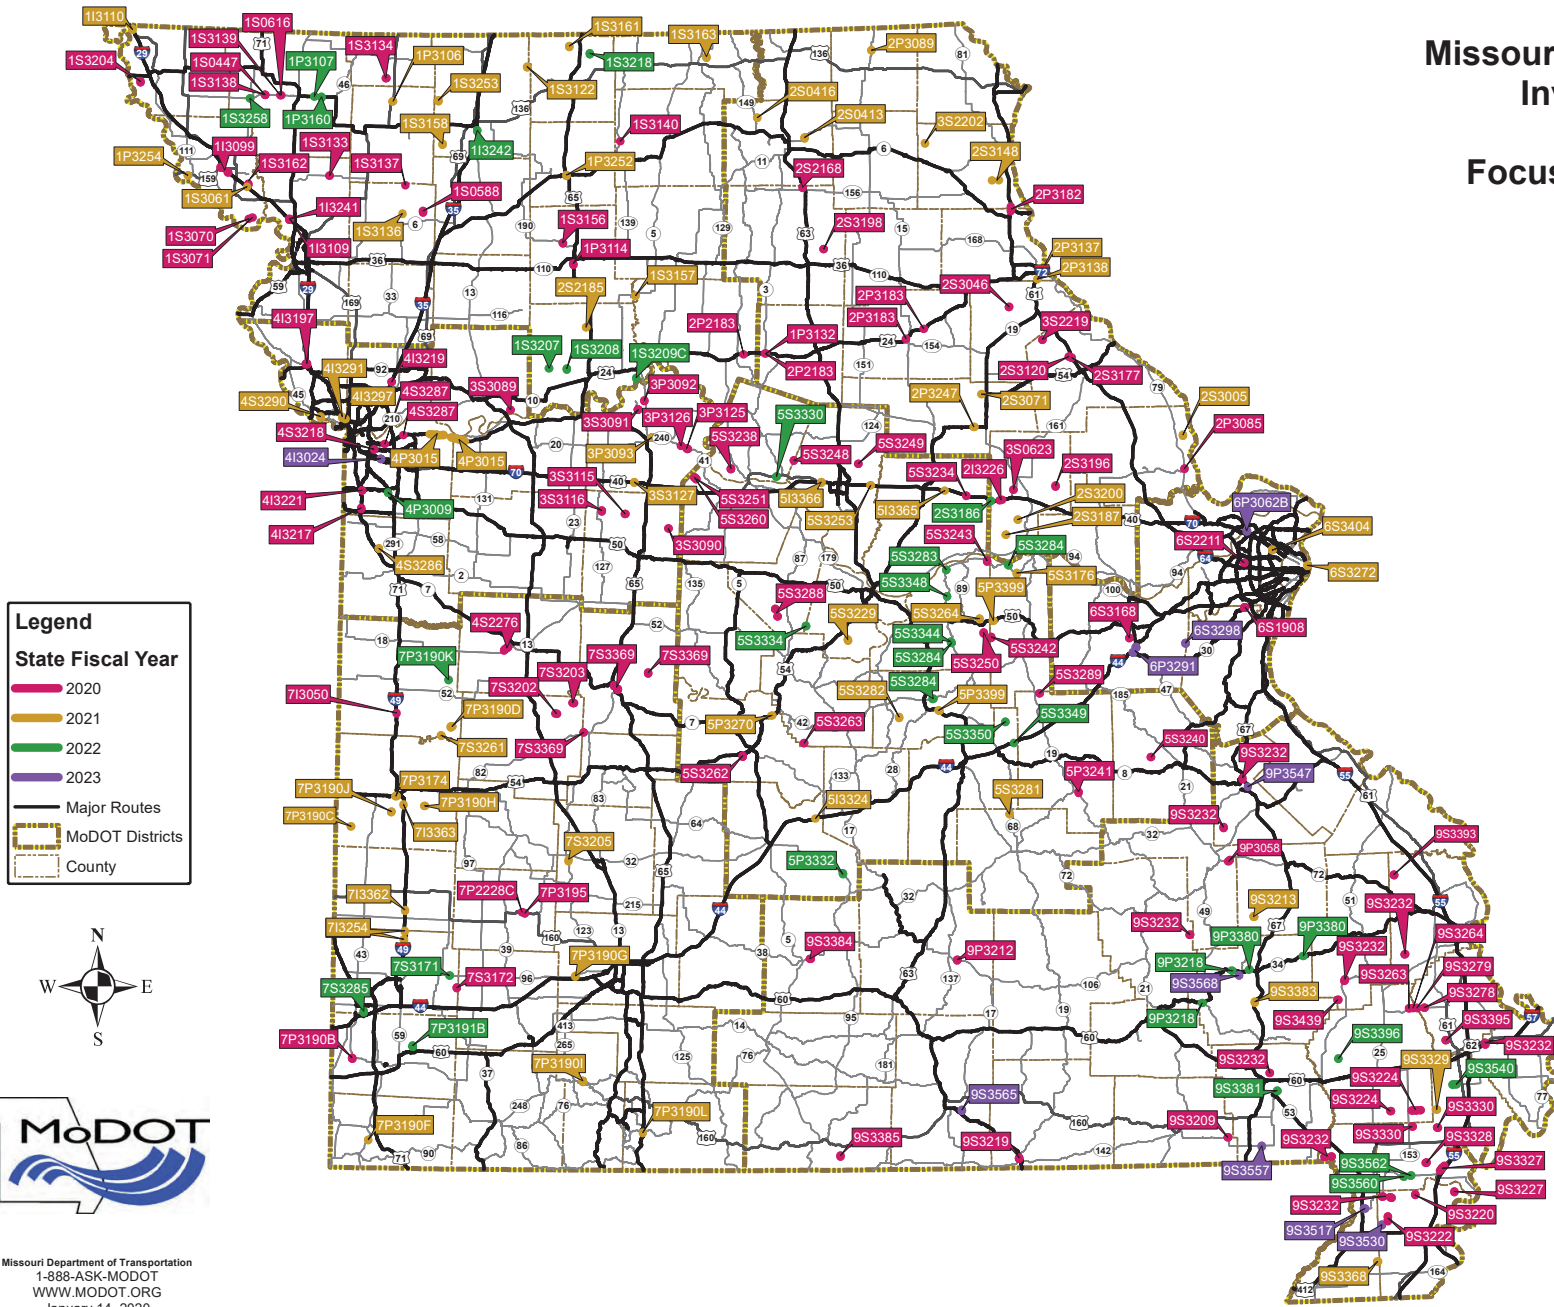 Missour
Inv
Focus
1I3110
1S0616
1S3139
1S3134
1S3161
1S3163
2P3089
1S3204
1S0447
1P3107
1P3106
1S3218
1S3138
1S3253
1S3122
2S0416
1S3258
1P3160
1S3158
1S3140
2S0413
3S2202
1I3099
1S3133
1I3242
2S3148
1P3254
1S3162
1S3137
1P3252
2S2168
1S3061
1S0588
2P3182
1I3241
1S3136
1S3156
2S3198
1S3070
1S3071
1I3109
1P3114
2P3137
2P3138
1S3157
2S2185
2P3183
2S3046
4I3197
2P2183
2P3183
1P3132
3S2219
1S3207
1S3208
1S3209C
4I3219
2P2183
2S3120
2S3177
4I3291
4I3297
4S3287
3S3089
3P3092
2P3247
2S3071
2S3005
4S3290
4S3287
3S3091
3P3126
3P3125
5S3330
2P3085
4S3218
5S3238
4I3024
4P3015
4P3015
3P3093
5S3248
5S3249
5S3234
2I3226
3S0623
2S3196
4I3221
4P3009
3S3115
3S3116
3S3127
5S3251
5S3260
5I3366
5I3365
2S3186
2S3200
2S3187
6P3062B
4I3217
3S3090
5S3253
5S3243
6S2211
6S3404
4S3286
5S3283
5S3284
5S3348
5S3176
6S3272
5P3399
4S2276
5S3288
5S3229
5S3264
6S3168
6S1908
5S3334
5S3344
5S3242
6S3298
5S3284
5S3250
6P3291
7P3190K
7S3203
7S3369
7S3369
5S3284
5S3289
7I3050
7S3202
5S3282
5P3399
7P3190D
5P3270
5S3263
5S3349
7S3261
7S3369
5S3350
5S3262
5S3240
9S3232
5P3241
9P3547
7P3174
7P3190J
7P3190H
5S3281
7P3190C
7I3363
5I3324
9S3232
7S3205
9S3393
5P3332
9P3058
7I3362
7P2228C
7P3195
9S3213
9S3232
9S3232
7I3254
9P3380
9P3380
9S3264
9S3384
9P3212
9S3232
7S3171
7P3190G
9P3218
9S3263
9S3279
7S3172
9S3568
9S3278
7S3285
9S3383
9P3218
9S3439
9S3395
7P3190B
7P3191B
9S3396
9S3232
9S3232
9S3329
7P3190I
9S3565
9S3381
9S3224
9S3540
9S3224
9S3330
7P3190F
7P3190L
9S3385
9S3219
9S3209
9S3232
9S3330
9S3328
9S3557
9S3562
9S3327
9S3560
9S3232
9S3227
9S3220
9S3517
9S3530
9S3222
9S3368
Legend
State Fiscal Year
2020
2021
2022
2023
Major Routes
MoDOT Districts
County
N
W E
S
MoDOT
Missouri Department of Transportation
1-888-ASK-MODOT
WWW.MODOT.ORG
January 14, 2020